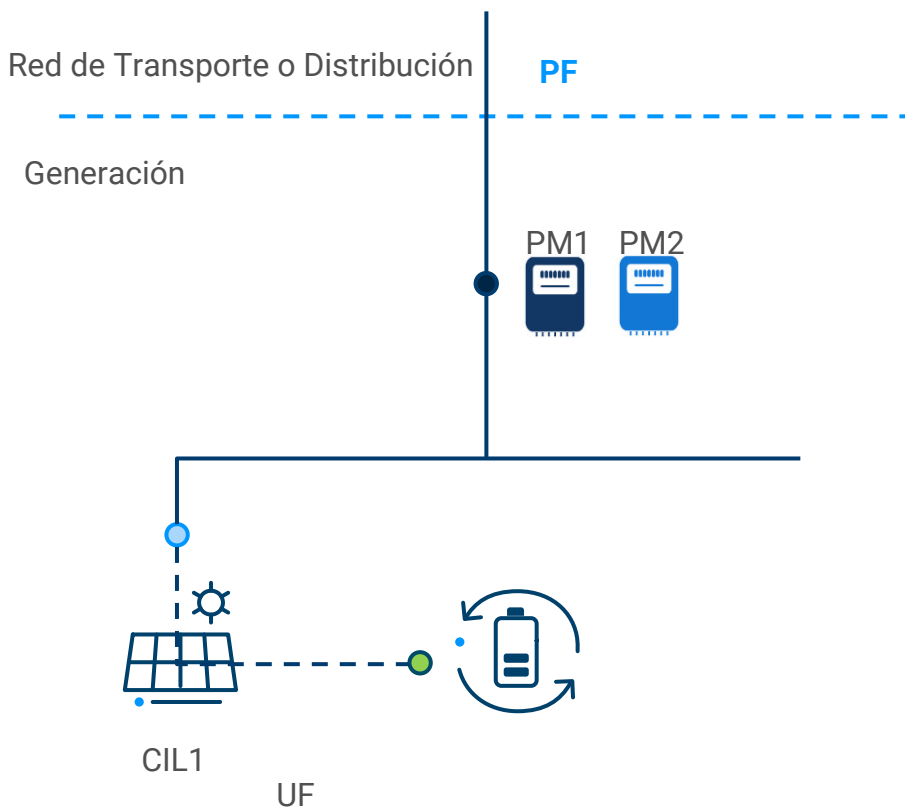 Red de Transporte o Distribución
PF
Generación
PM1
PM2
CIL1
UF